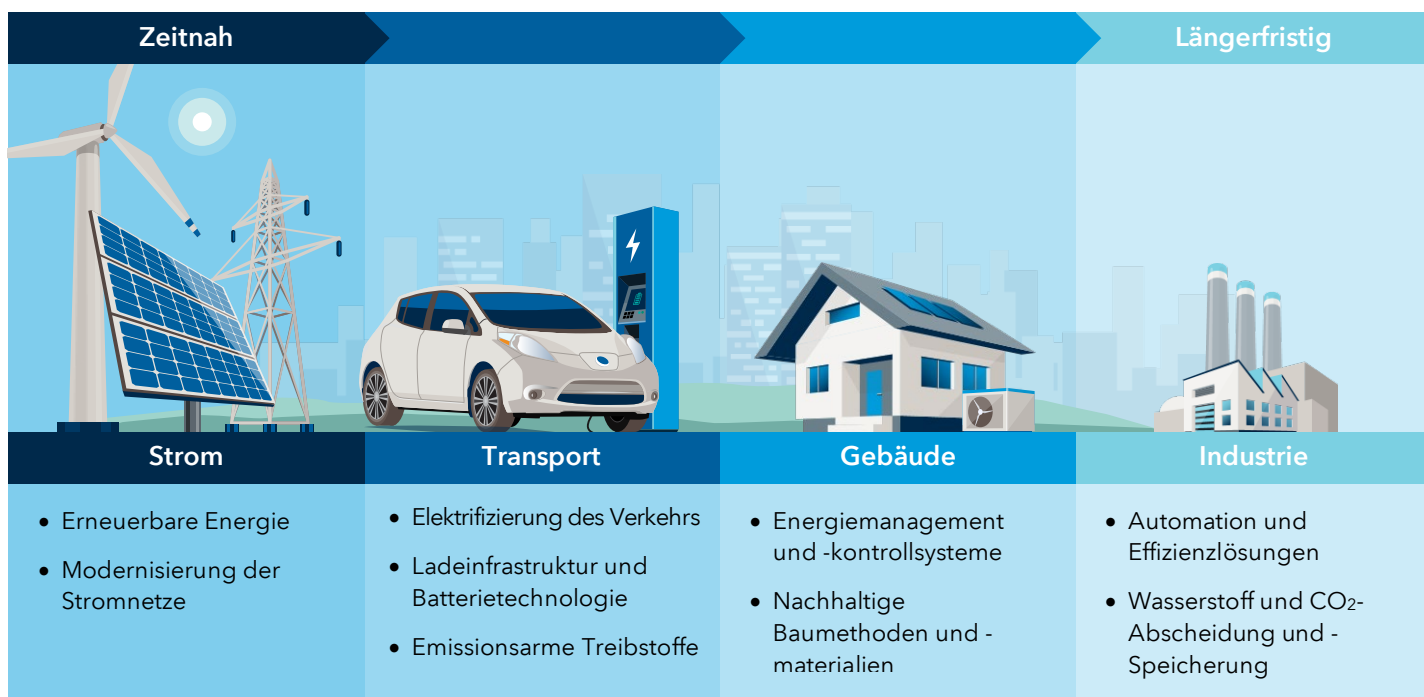 Zeitnah
Längerfristig
Strom
• Erneuerbare Energie
• Modernisierung der
Stromnetze
Transport
• Elektrifizierung des Verkehrs
• Ladeinfrastruktur und
Batterietechnologie
• Emissionsarme Treibstoffe
Gebäude
• Energiemanagement
und -kontrollsysteme
• Nachhaltige
Baumethoden und -
materialien
Industrie
• Automation und
Effizienzlösungen
• Wasserstoff und CO₂-
Abscheidung und -
Speicherung